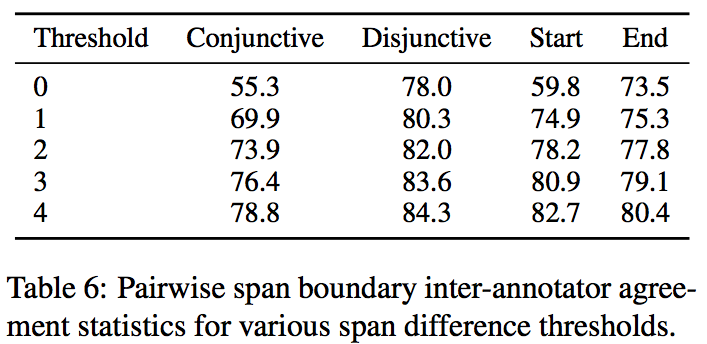 Threshold Conjunctive Disjunctive Start End
0 55.3 78.0 59.8 73.5
1 69.9 80.3 74.9 75.3
2 73.9 82.0 78.2 77.8
3 76.4 83.6 80.9 79.1
4 78.8 84.3 82.7 80.4
Table 6: Pairwise span boundary inter-annotator agree-
ment statistics for various span difference thresholds.